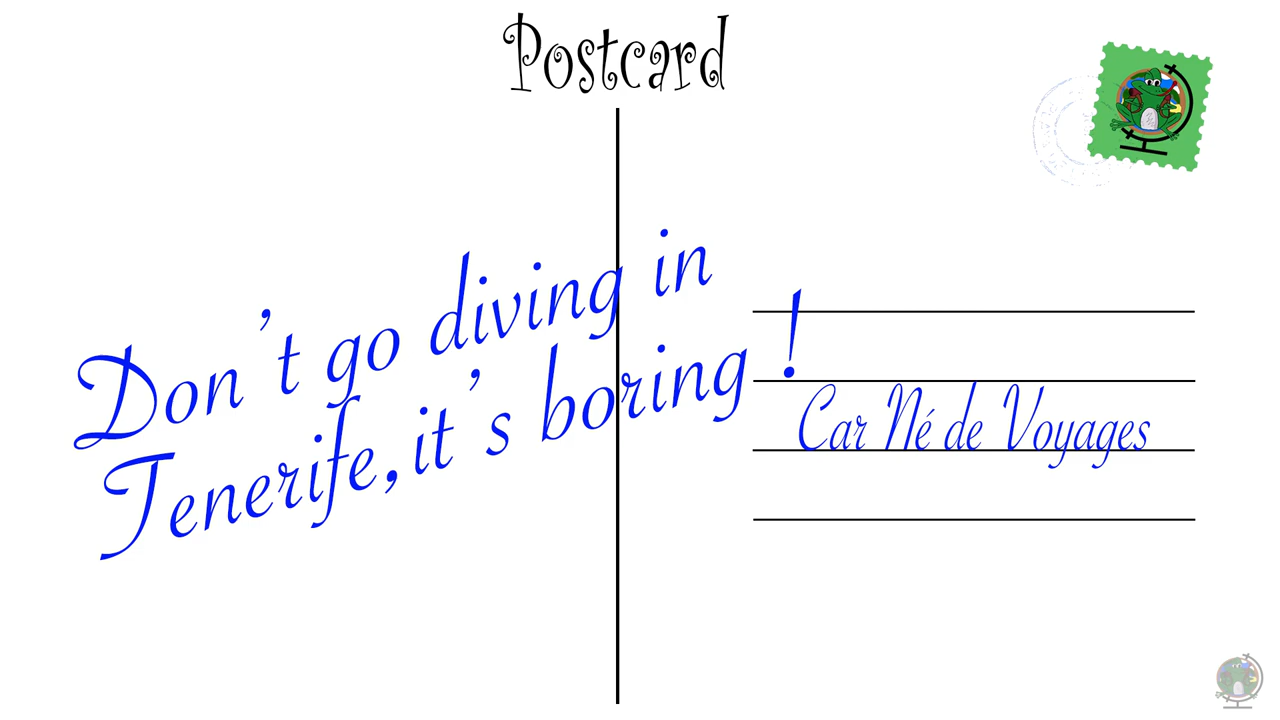 Postcard
Don't go diving in
Tenerife, it's boring !
Car Né de Voyages